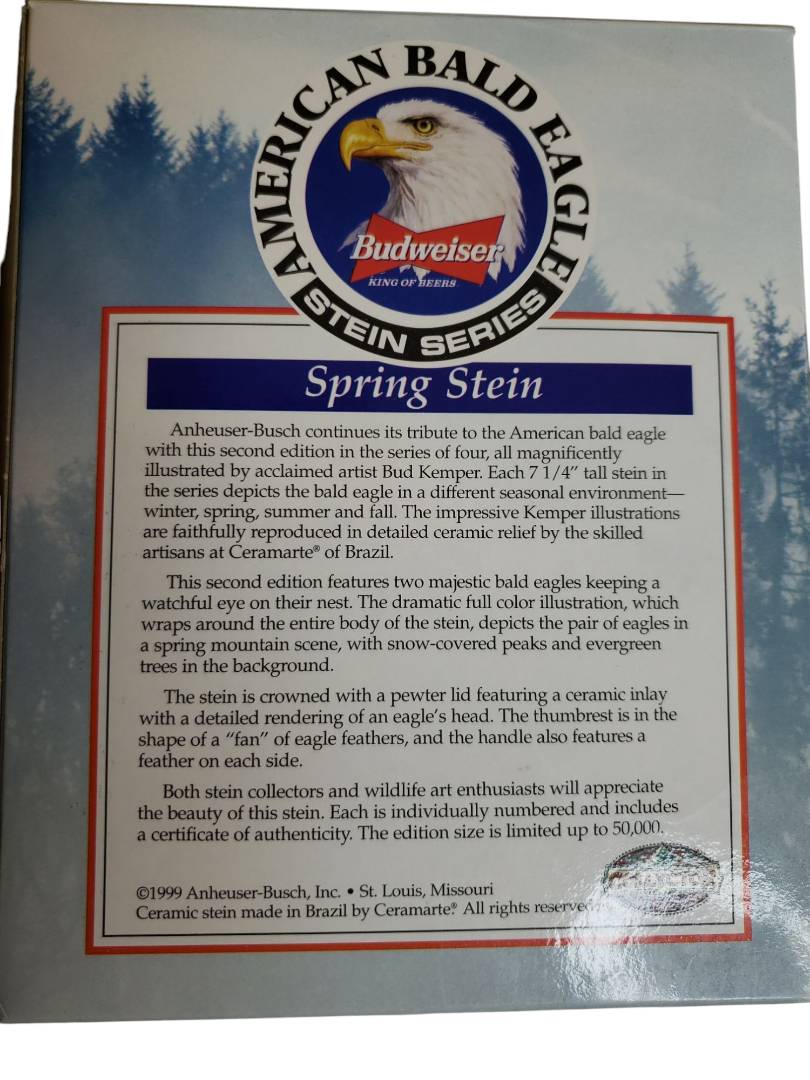 AMERICAN BALD EAGLE
Budweiser
KING OF BEERS
STEIN SERIES
Spring Stein
Anheuser-Busch continues its tribute to the American bald eagle
with this second edition in the series of four, all magnificently
illustrated by acclaimed artist Bud Kemper. Each 7 1/4" tall stein in
the series depicts the bald eagle in a different seasonal environment—
winter, spring, summer and fall. The impressive Kemper illustrations
are faithfully reproduced in detailed ceramic relief by the skilled
artisans at Ceramarte® of Brazil.
This second edition features two majestic bald eagles keeping a
watchful eye on their nest. The dramatic full color illustration, which
wraps around the entire body of the stein, depicts the pair of eagles in
a spring mountain scene, with snow-covered peaks and evergreen
trees in the background.
The stein is crowned with a pewter lid featuring a ceramic inlay
with a detailed rendering of an eagle's head. The thumbrest is in the
shape of a "fan" of eagle feathers, and the handle also features a
feather on each side.
Both stein collectors and wildlife art enthusiasts will appreciate
the beauty of this stein. Each is individually numbered and includes
a certificate of authenticity. The edition size is limited up to 50,000.
©1999 Anheuser-Busch, Inc. • St. Louis, Missouri
Ceramic stein made in Brazil by Ceramarte®. All rights reserved.